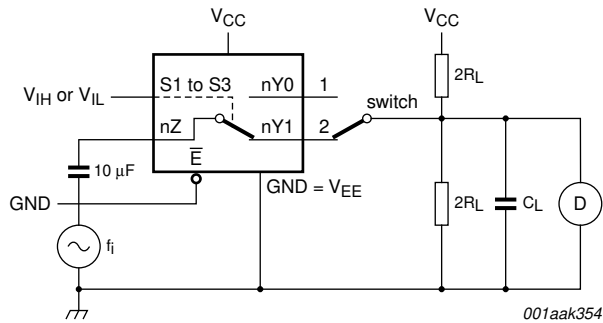 VCC
VCC
S1 to S3
nY0
1
2RL
VIH or VIL
switch
nZ
nY1
2
E̅
10 μF
GND = VEE
GND
2RL
CL
D
fi
001aak354